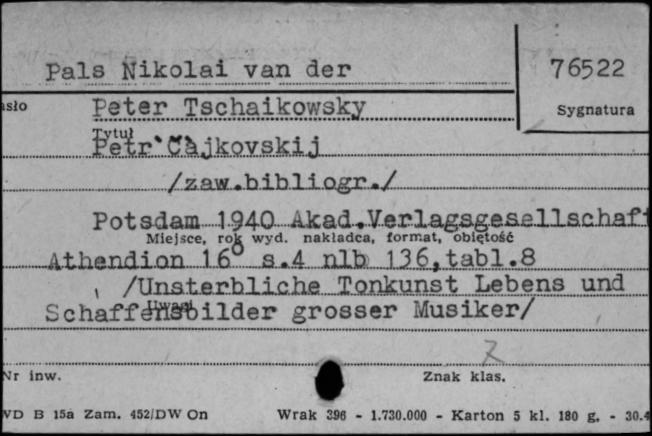 Pals Nikolai van der
76522
asło
Peter Tschaikowsky
Sygnatura
Tytuł
Petr Čajkovskij
/zaw.bibliogr./
Potsdam 1940 Akad.Verlagsgesellschaft
Miejsce, rok wyd. nakładca, format, objętość
Athendion 16° s.4 nlb 136,tabl.8
/Unsterbliche Tonkunst Lebens und
Uwagi
Schaffensbilder grosser Musiker/
7
Nr inw.
Znak klas.
WD B 15a Zam. 452/DW On
Wrak 396 - 1.730.000 - Karton 5 kl. 180 g. - 30.4